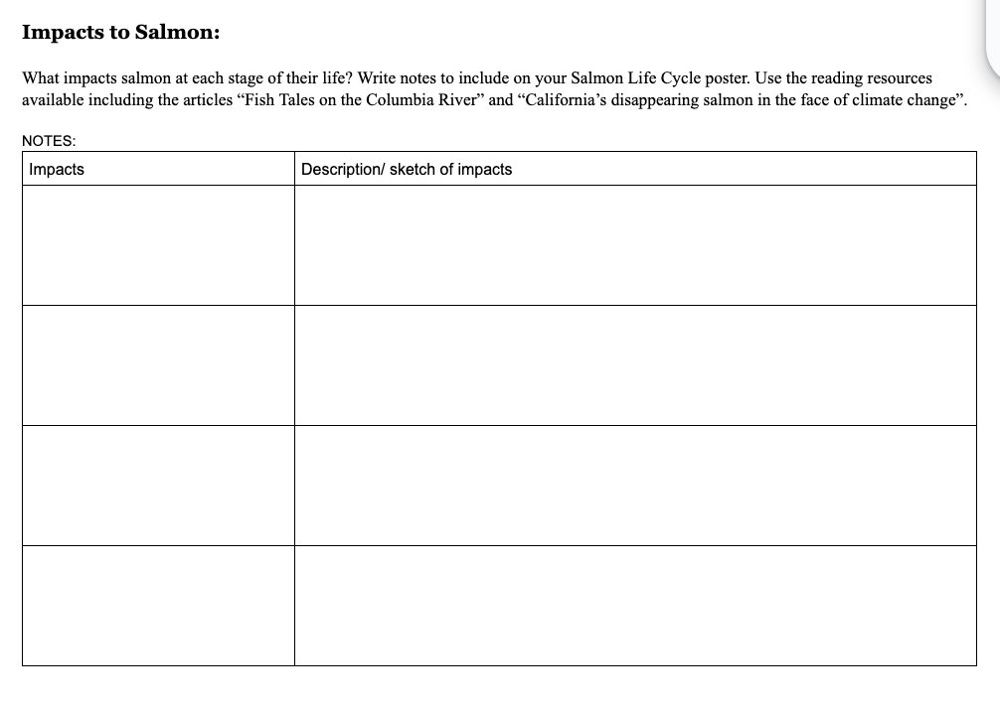 Impacts to Salmon:
What impacts salmon at each stage of their life? Write notes to include on your Salmon Life Cycle poster. Use the reading resources
available including the articles “Fish Tales on the Columbia River” and “California’s disappearing salmon in the face of climate change”.
NOTES:
Impacts
Description/ sketch of impacts